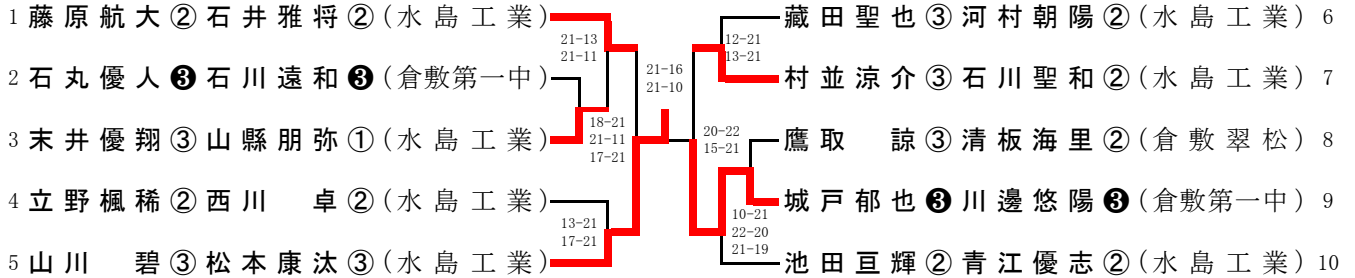 1 藤原航大②石井雅将②(水島工業)
2 石丸優人❸石川遠和❸(倉敷第一中)
3 末井優翔③山縣朋弥①(水島工業)
4 立野楓稀②西川　卓②(水島工業)
5 山川　碧③松本康汰③(水島工業)
21-13
21-11
18-21
21-11
17-21
13-21
17-21
21-16
21-10
20-22
15-21
12-21
13-21
10-21
22-20
21-19
藏田聖也③河村朝陽②(水島工業) 6
村並涼介③石川聖和②(水島工業) 7
鷹取　諒③清板海里②(倉敷翠松) 8
城戸郁也❸川邊悠陽❸(倉敷第一中) 9
池田亘輝②青江優志②(水島工業) 10